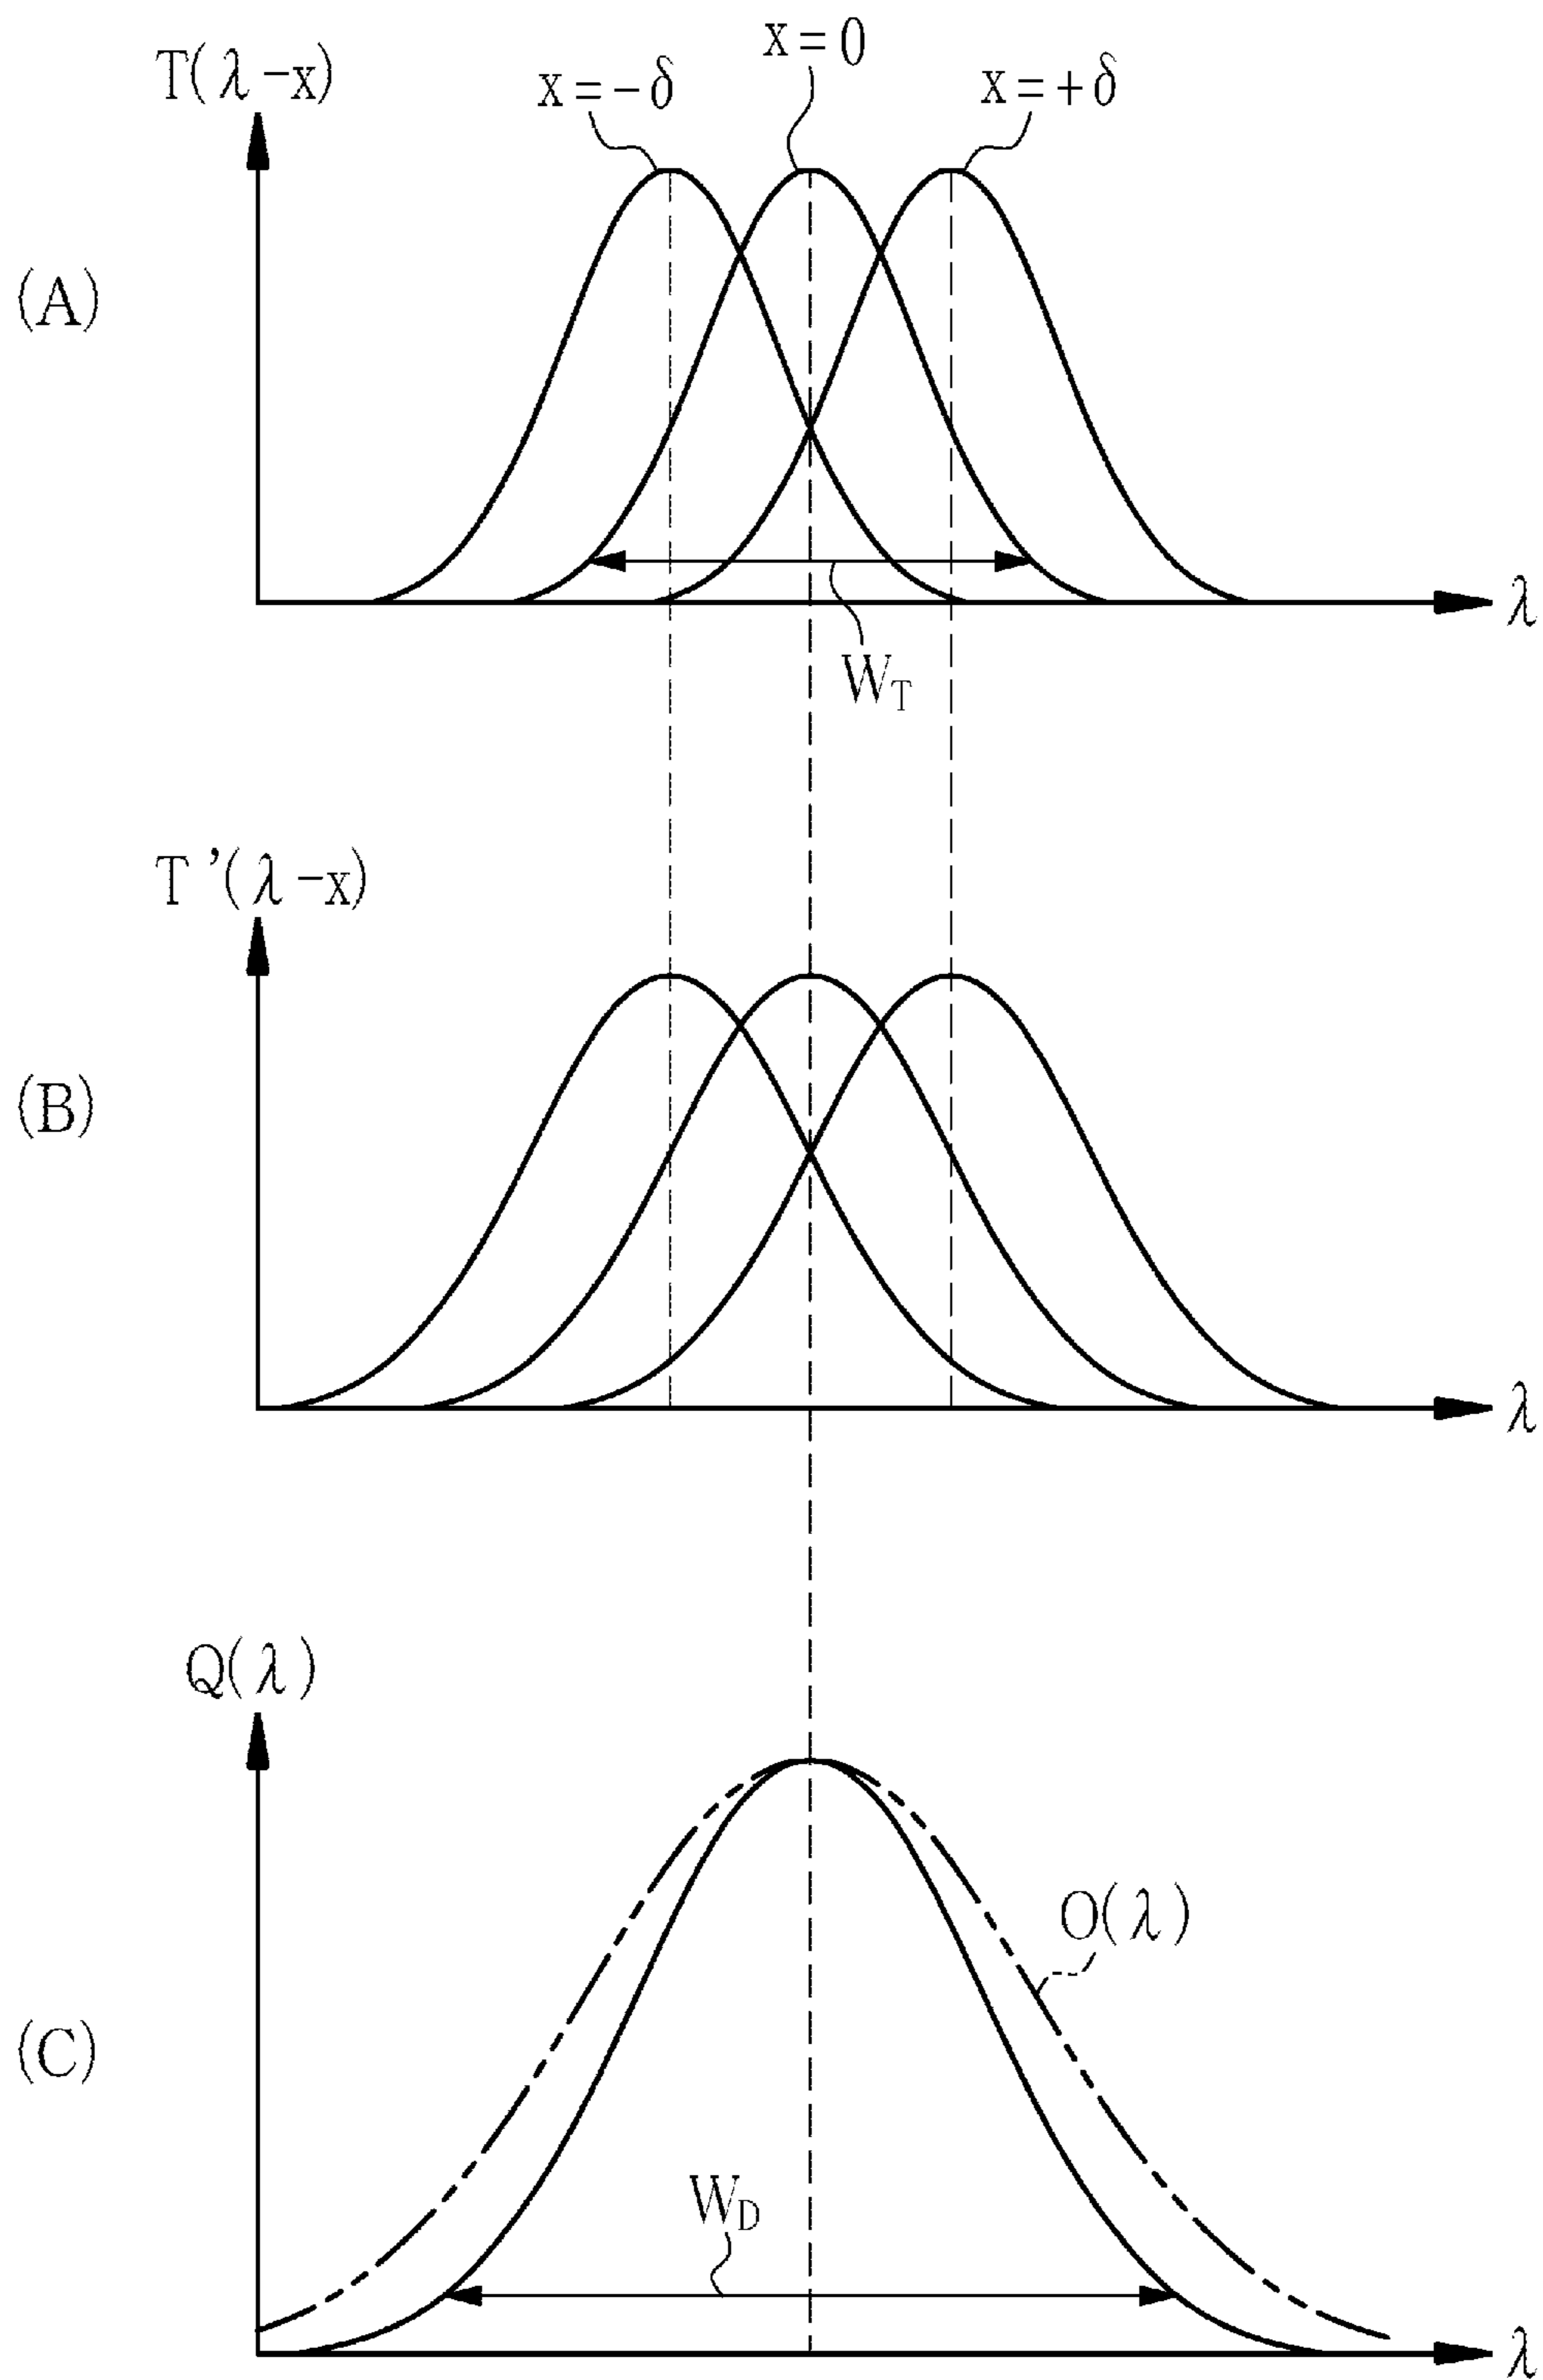 T(λ-x)
x=-δ
x=0
x=+δ
(A)
λ
W_T
T'(λ-x)
(B)
λ
Q(λ)
O(λ)
(C)
W_D
λ